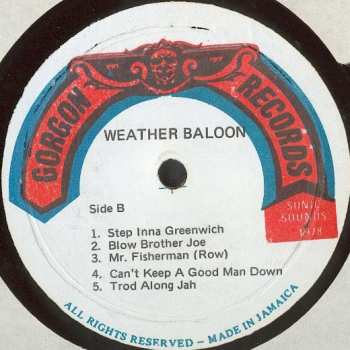 GORGON RECORDS
WEATHER BALOON
Side B
1. Step Inna Greenwich
2. Blow Brother Joe
3. Mr. Fisherman (Row)
4. Can't Keep A Good Man Down
5. Trod Along Jah
SONIC
SOUNDS
1978
ALL RIGHTS RESERVED – MADE IN JAMAICA